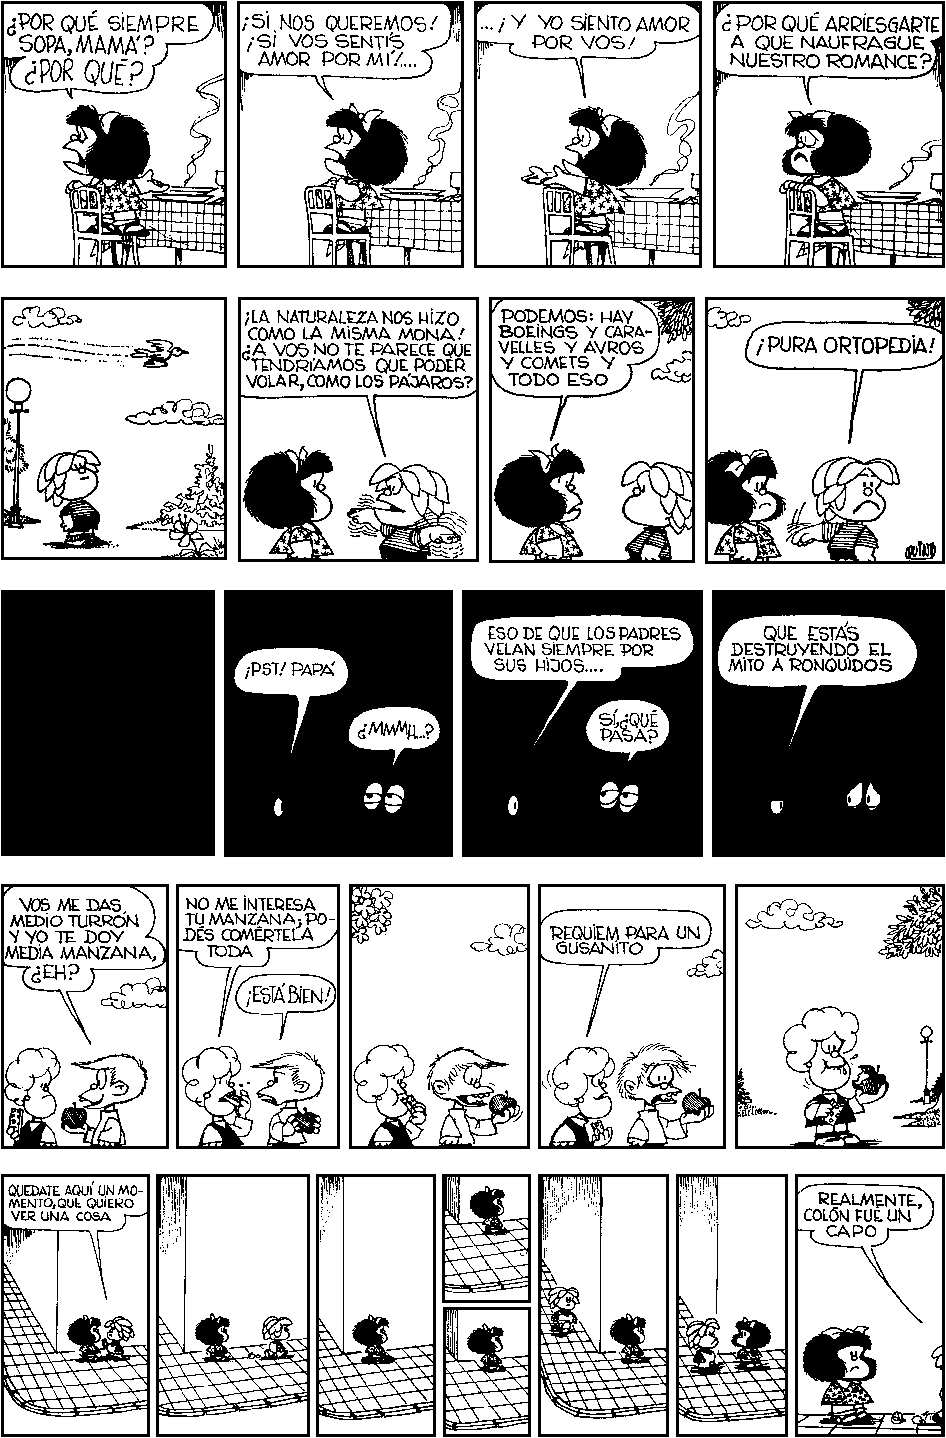 ¿POR QUÉ SIEMPRE
SOPA, MAMÁ?
¿POR QUÉ?
¡SI NOS QUEREMOS!
¡SI VOS SENTÍS
AMOR POR MÍ!...
...¡Y YO SIENTO AMOR
POR VOS!
¿POR QUÉ ARRIESGARTE
A QUE NAUFRAGUE
NUESTRO ROMANCE?
¡LA NATURALEZA NOS HIZO
COMO LA MISMA MONA!
¿A VOS NO TE PARECE QUE
TENDRÍAMOS QUE PODER
VOLAR, COMO LOS PÁJAROS?
PODEMOS: HAY
BOEINGS Y CARA-
VELLES Y AVROS
Y COMETS Y
TODO ESO
¡PURA ORTOPEDIA!
QUINO
¡PST! PAPÁ
¿MMMH...?
ESO DE QUE LOS PADRES
VELAN SIEMPRE POR
SUS HIJOS....
SÍ, ¿QUÉ
PASA?
QUE ESTÁS
DESTRUYENDO EL
MITO A RONQUIDOS
VOS ME DAS
MEDIO TURRÓN
Y YO TE DOY
MEDIA MANZANA,
¿EH?
NO ME INTERESA
TU MANZANA; PO-
DÉS COMÉRTELA
TODA
¡ESTÁ BIEN!
REQUIEM PARA UN
GUSANITO
QUEDATE AQUÍ UN MO-
MENTO, QUE QUIERO
VER UNA COSA
REALMENTE,
COLÓN FUE UN
CAPO